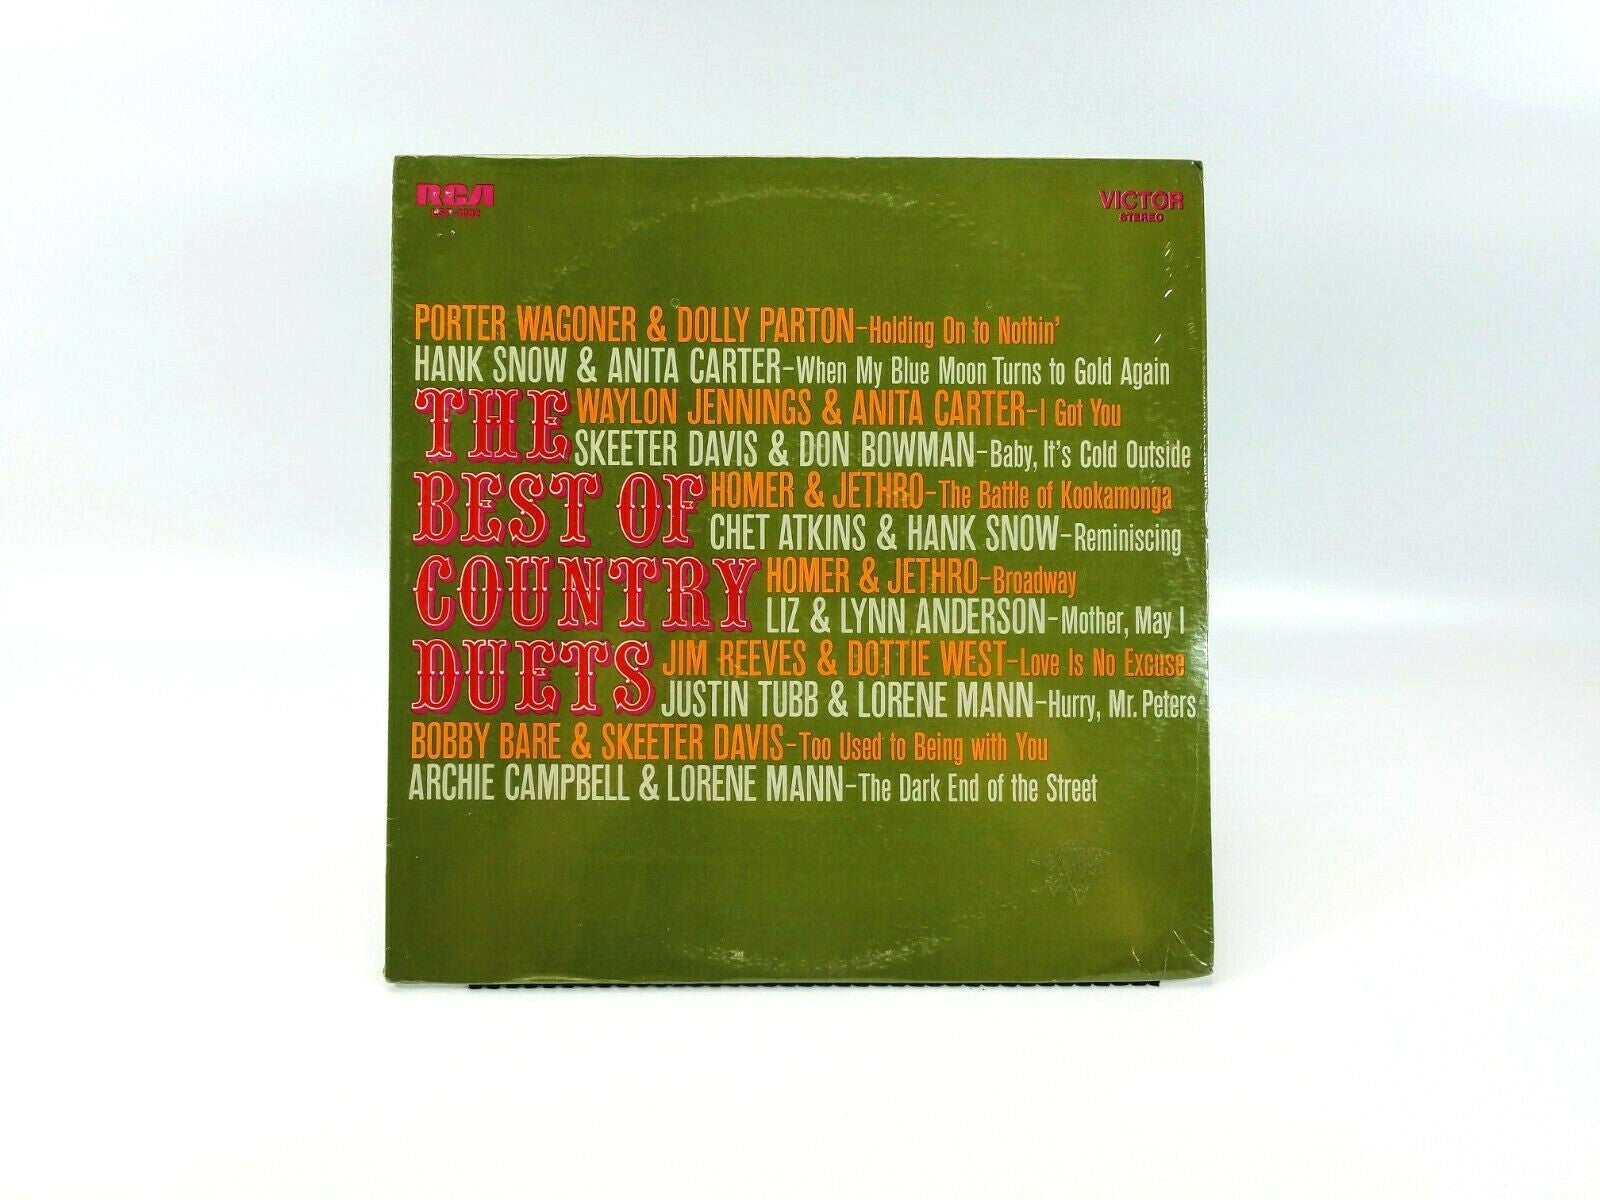 RCA
VICTOR
STEREO
PORTER WAGONER & DOLLY PARTON–Holding On to Nothin'
HANK SNOW & ANITA CARTER–When My Blue Moon Turns to Gold Again
THE
WAYLON JENNINGS & ANITA CARTER–I Got You
SKEETER DAVIS & DON BOWMAN–Baby, It's Cold Outside
BEST OF
HOMER & JETHRO–The Battle of Kookamonga
CHET ATKINS & HANK SNOW–Reminiscing
COUNTRY
HOMER & JETHRO–Broadway
LIZ & LYNN ANDERSON–Mother, May I
DUETS
JIM REEVES & DOTTIE WEST–Love Is No Excuse
JUSTIN TUBB & LORENE MANN–Hurry, Mr. Peters
BOBBY BARE & SKEETER DAVIS–Too Used to Being with You
ARCHIE CAMPBELL & LORENE MANN–The Dark End of the Street